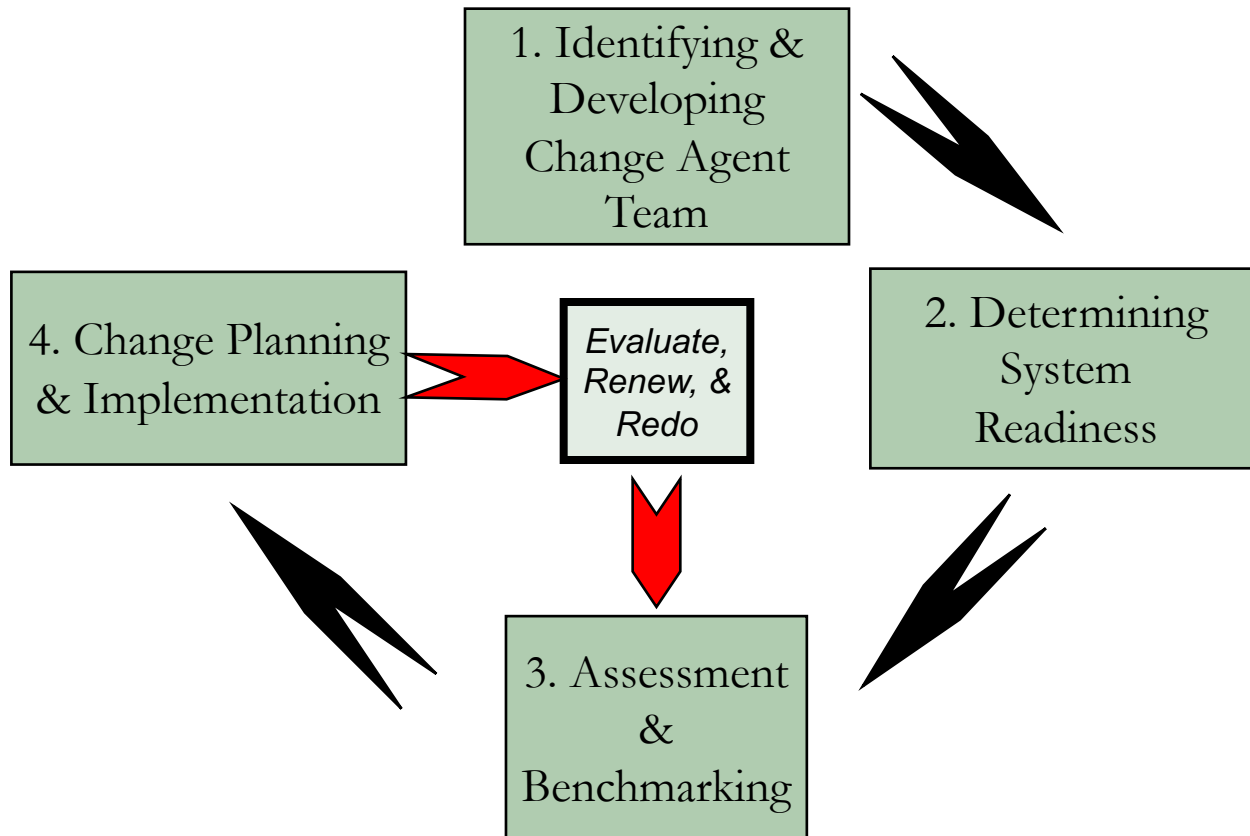 1. Identifying &
Developing
Change Agent
Team
2. Determining
System
Readiness
3. Assessment
&
Benchmarking
4. Change Planning
& Implementation
Evaluate,
Renew, &
Redo